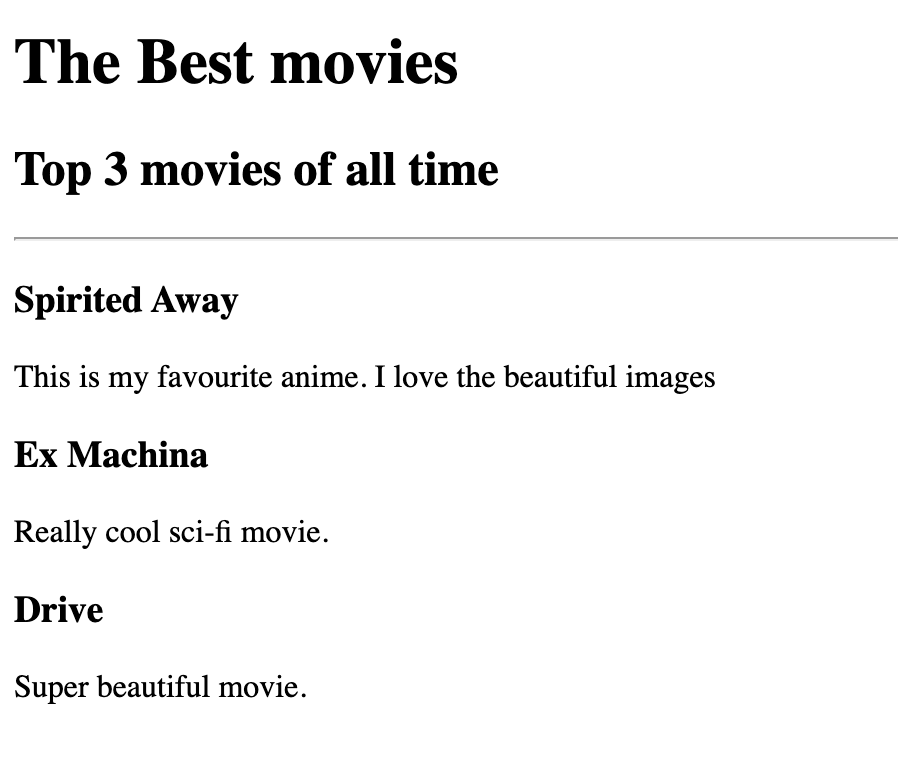 The Best movies
Top 3 movies of all time
Spirited Away
This is my favourite anime. I love the beautiful images
Ex Machina
Really cool sci-fi movie.
Drive
Super beautiful movie.